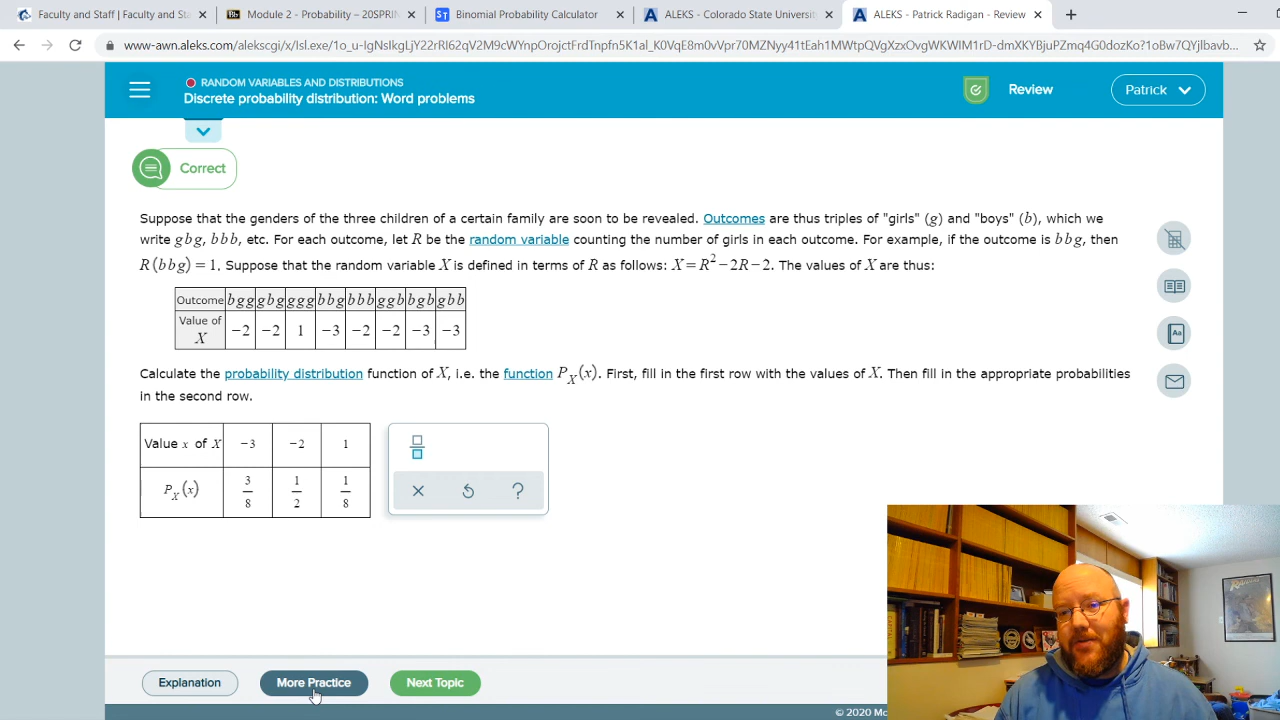 Faculty and Staff | Faculty and Sta
Module 2 - Probability – 20SPRIN
Binomial Probability Calculator
ALEKS - Colorado State Universit
ALEKS - Patrick Radigan - Review
RANDOM VARIABLES AND DISTRIBUTIONS
Discrete probability distribution: Word problems
Review
Patrick
Correct
Suppose that the genders of the three children of a certain family are soon to be revealed. Outcomes are thus triples of "girls" (g) and "boys" (b), which we
write gbg, bbb, etc. For each outcome, let R be the random variable counting the number of girls in each outcome. For example, if the outcome is bbg, then
R(bbg) = 1. Suppose that the random variable X is defined in terms of R as follows: X = R² − 2R − 2. The values of X are thus:
Outcome bgg gbg ggg bbg bbb ggb bgb gbb
Value of X −2 −2 1 −3 −2 −2 −3 −3
Calculate the probability distribution function of X, i.e. the function P_X(x). First, fill in the first row with the values of X. Then fill in the appropriate probabilities
in the second row.
Value x of X −3 −2 1
P_X(x) 3/8 1/2 1/8
Aa
Explanation
More Practice
Next Topic
© 2020 Mc